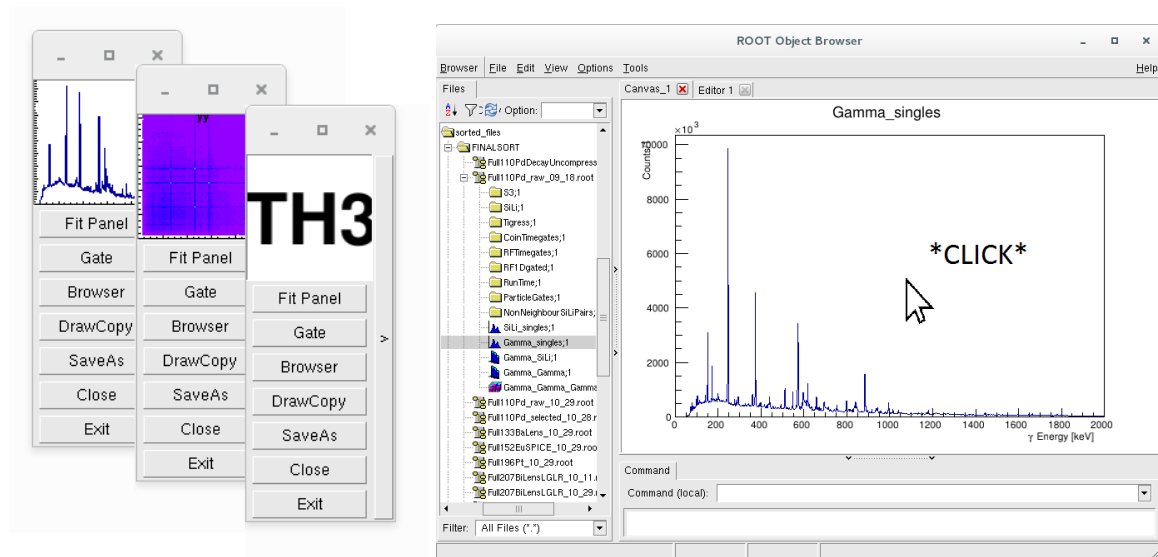 yy
TH3
Fit Panel
Gate
Browser
DrawCopy
SaveAs
Close
Exit
Fit Panel
Gate
Browser
DrawCopy
SaveAs
Close
Exit
Fit Panel
Gate
Browser
DrawCopy
SaveAs
Close
Exit
>
ROOT Object Browser
Browser File Edit View Options Tools Help
Files
Canvas_1 Editor 1
Option:
sorted_files
FINALSORT
Full110PdDecayUncompress
Full110Pd_raw_09_18.root
S3;1
SiLi;1
Tigress;1
CoinTimegates;1
RFTimegates;1
RF1Dgated;1
RunTime;1
ParticleGates;1
NonNeighbourSiLiPairs;
SiLi_singles;1
Gamma_singles;1
Gamma_SiLi;1
Gamma_Gamma;1
Gamma_Gamma_Gamma
Full110Pd_raw_10_29.root
Full110Pd_selected_10_28.r
Full133BaLens_10_29.root
Full152EuSPICE_10_29.roo
Full196Pt_10_29.root
Full207BiLensLGLR_10_11.r
Full207BiLensLGLR_10_29.r
Filter: All Files (*.*)
Gamma_singles
×10³
Counts/
10000
8000
6000
4000
2000
0
0 200 400 600 800 1000 1200 1400 1600 1800 2000
γ Energy [keV]
*CLICK*
Command
Command (local):